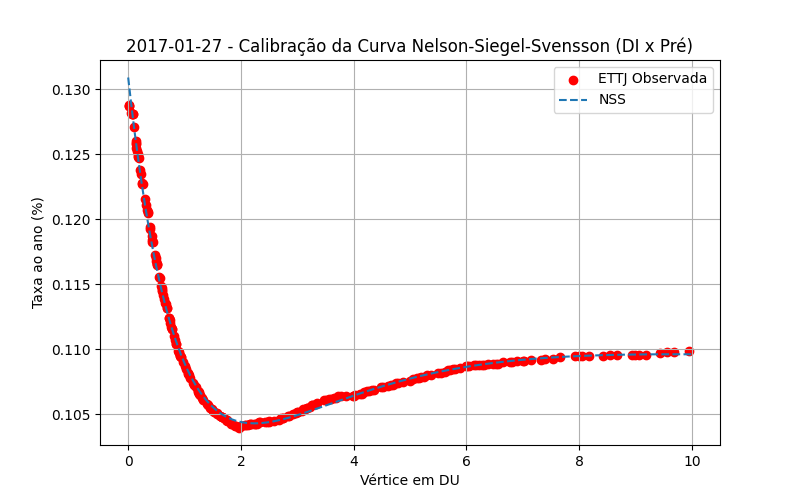 2017-01-27 - Calibração da Curva Nelson-Siegel-Svensson (DI x Pré)
ETTJ Observada
NSS
Taxa ao ano (%)
0.130
0.125
0.120
0.115
0.110
0.105
0 2 4 6 8 10
Vértice em DU